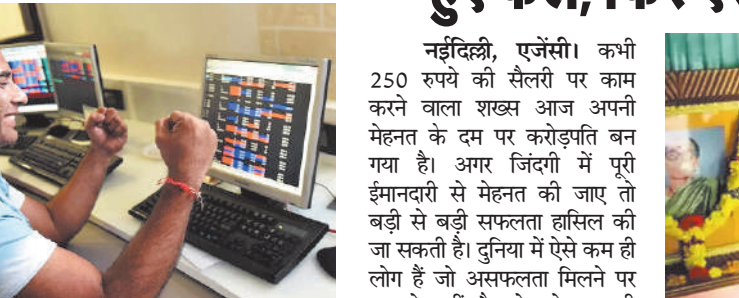 नईदिल्ली, एजेंसी। कभी
250 रुपये की सैलरी पर काम
करने वाला शख्स आज अपनी
मेहनत के दम पर करोड़पति बन
गया है। अगर जिंदगी में पूरी
ईमानदारी से मेहनत की जाए तो
बड़ी से बड़ी सफलता हासिल की
जा सकती है। दुनिया में ऐसे कम ही
लोग हैं जो असफलता मिलने पर